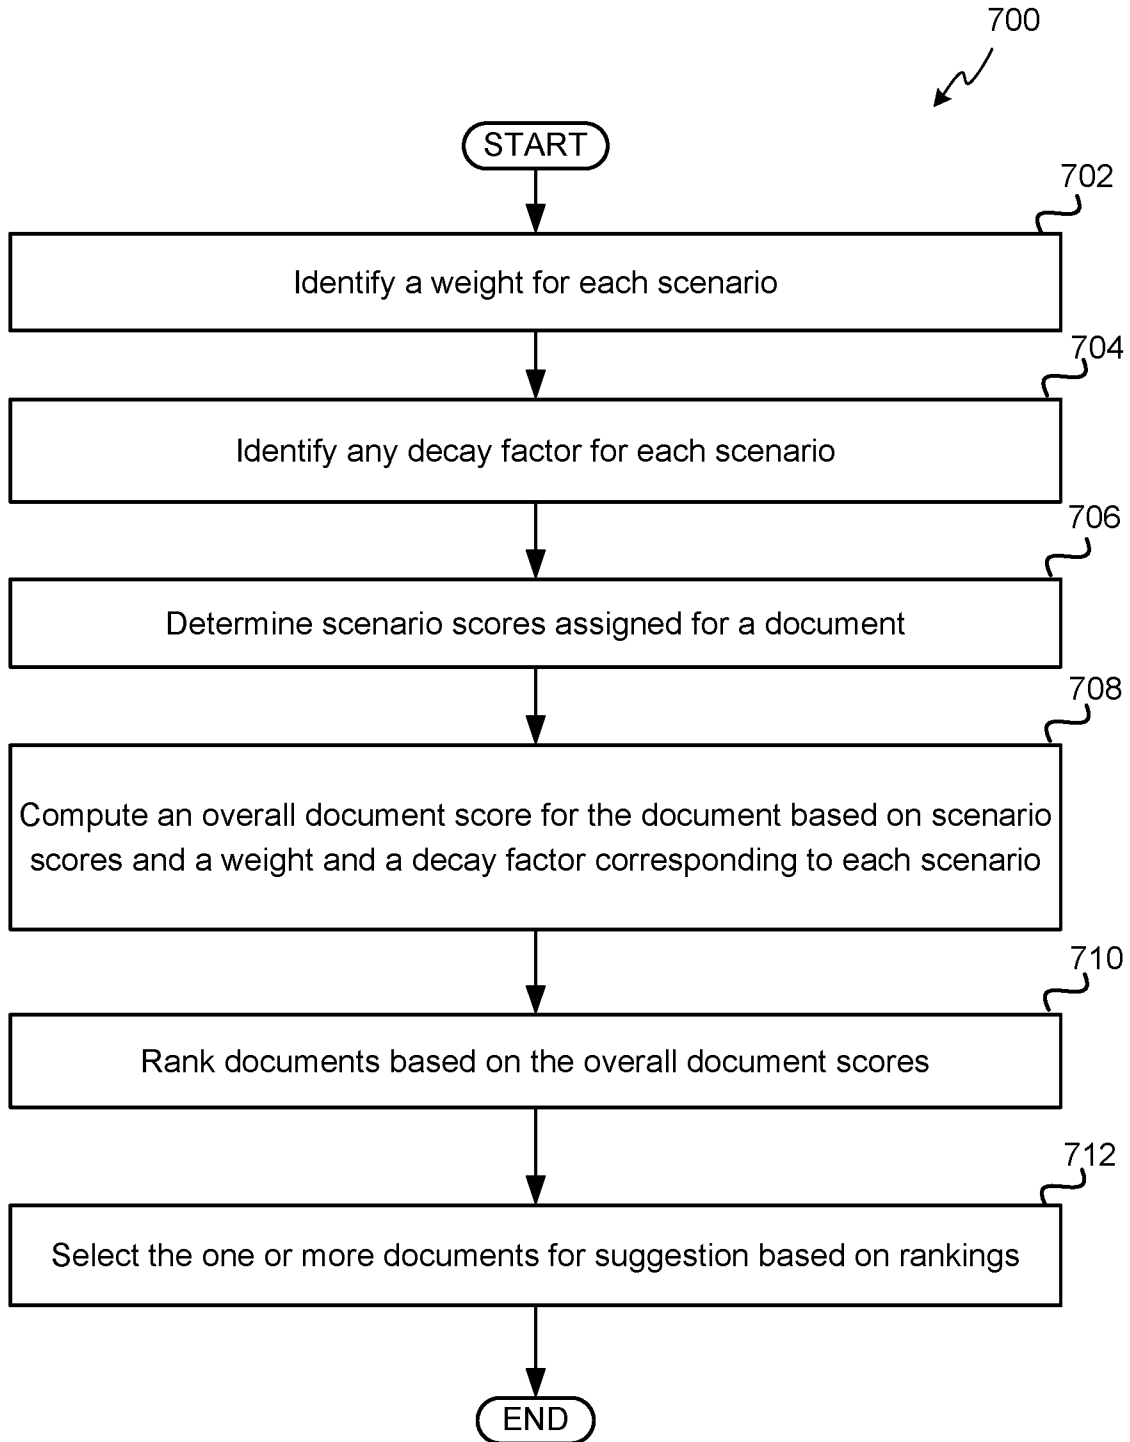 700
START
702
Identify a weight for each scenario
704
Identify any decay factor for each scenario
706
Determine scenario scores assigned for a document
708
Compute an overall document score for the document based on scenario
scores and a weight and a decay factor corresponding to each scenario
710
Rank documents based on the overall document scores
712
Select the one or more documents for suggestion based on rankings
END